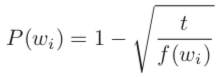 P(w_i) = 1 - \sqrt{\frac{t}{f(w_i)}}